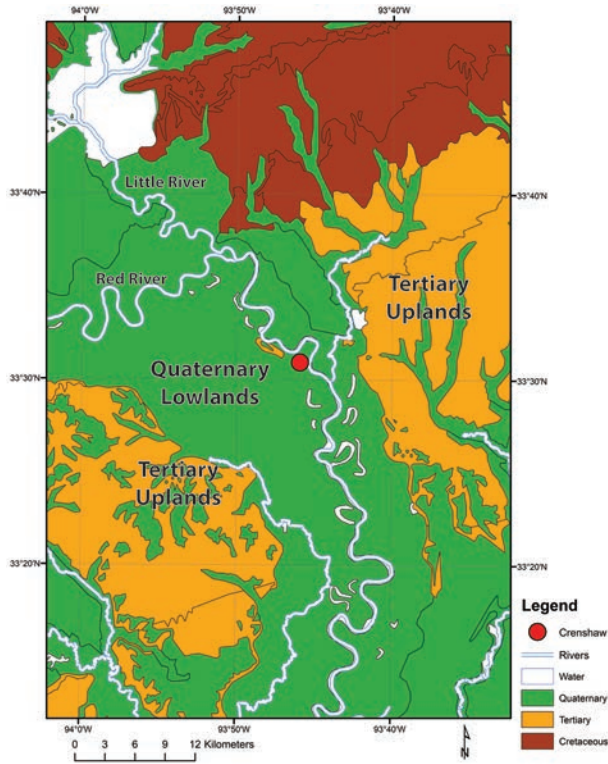 94°0'W 93°50'W 93°40'W
Little River
33°40'N 33°40'N
Red River
Tertiary
Uplands
Quaternary
Lowlands
33°30'N 33°30'N
Tertiary
Uplands
33°20'N 33°20'N
Legend
Crenshaw
Rivers
Water
Quaternary
Tertiary
Cretaceous
94°0'W 93°50'W 93°40'W
0 3 6 9 12 Kilometers
N